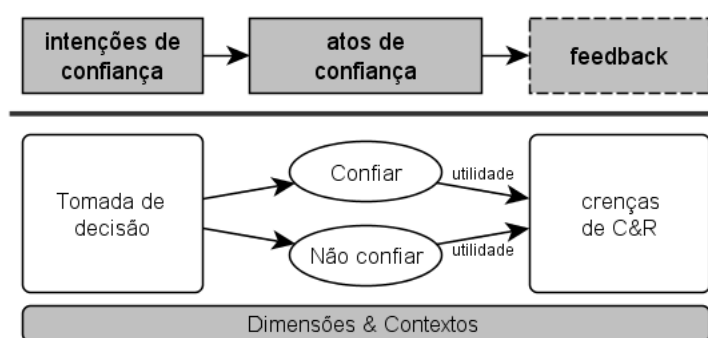 intenções de
confiança
atos de
confiança
feedback
Tomada de
decisão
Confiar
Não confiar
utilidade
utilidade
crenças
de C&R
Dimensões & Contextos